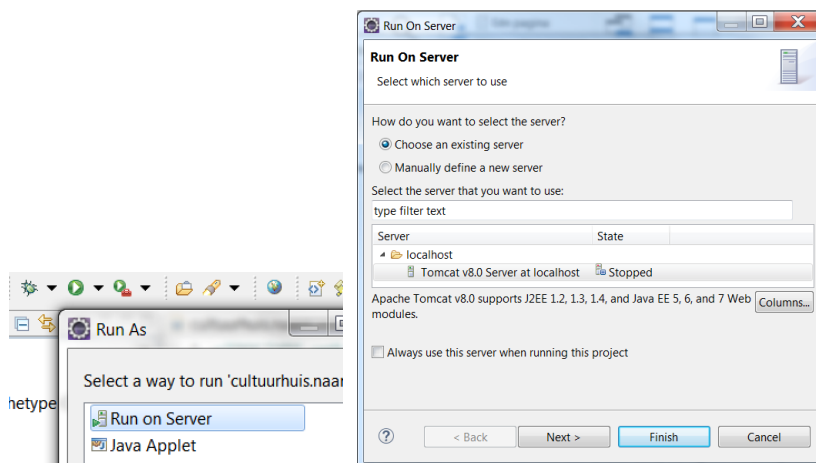 Run As
Select a way to run 'cultuurhuis.naar
hetype
Run on Server
Java Applet
Run On Server
Run On Server
Select which server to use
How do you want to select the server?
Choose an existing server
Manually define a new server
Select the server that you want to use:
type filter text
Server State
localhost
Tomcat v8.0 Server at localhost Stopped
Apache Tomcat v8.0 supports J2EE 1.2, 1.3, 1.4, and Java EE 5, 6, and 7 Web
modules.
Columns...
Always use this server when running this project
< Back Next > Finish Cancel